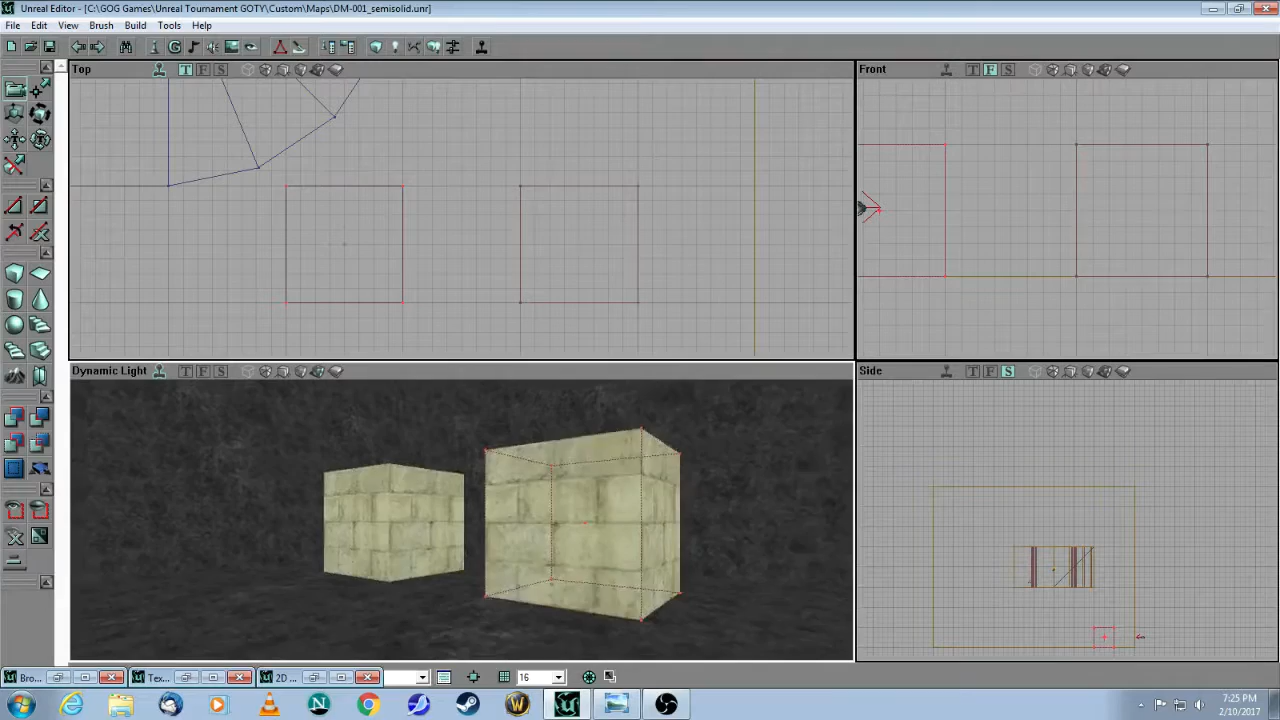 Unreal Editor - [C:\GOG Games\Unreal Tournament GOTY\Custom\Maps\DM-001_semisolid.unr]
File Edit View Brush Build Tools Help
Top T F S
Front T F S
Dynamic Light T F S
Side T F S
Bro... Tex... 2D 16
7:25 PM
2/10/2017